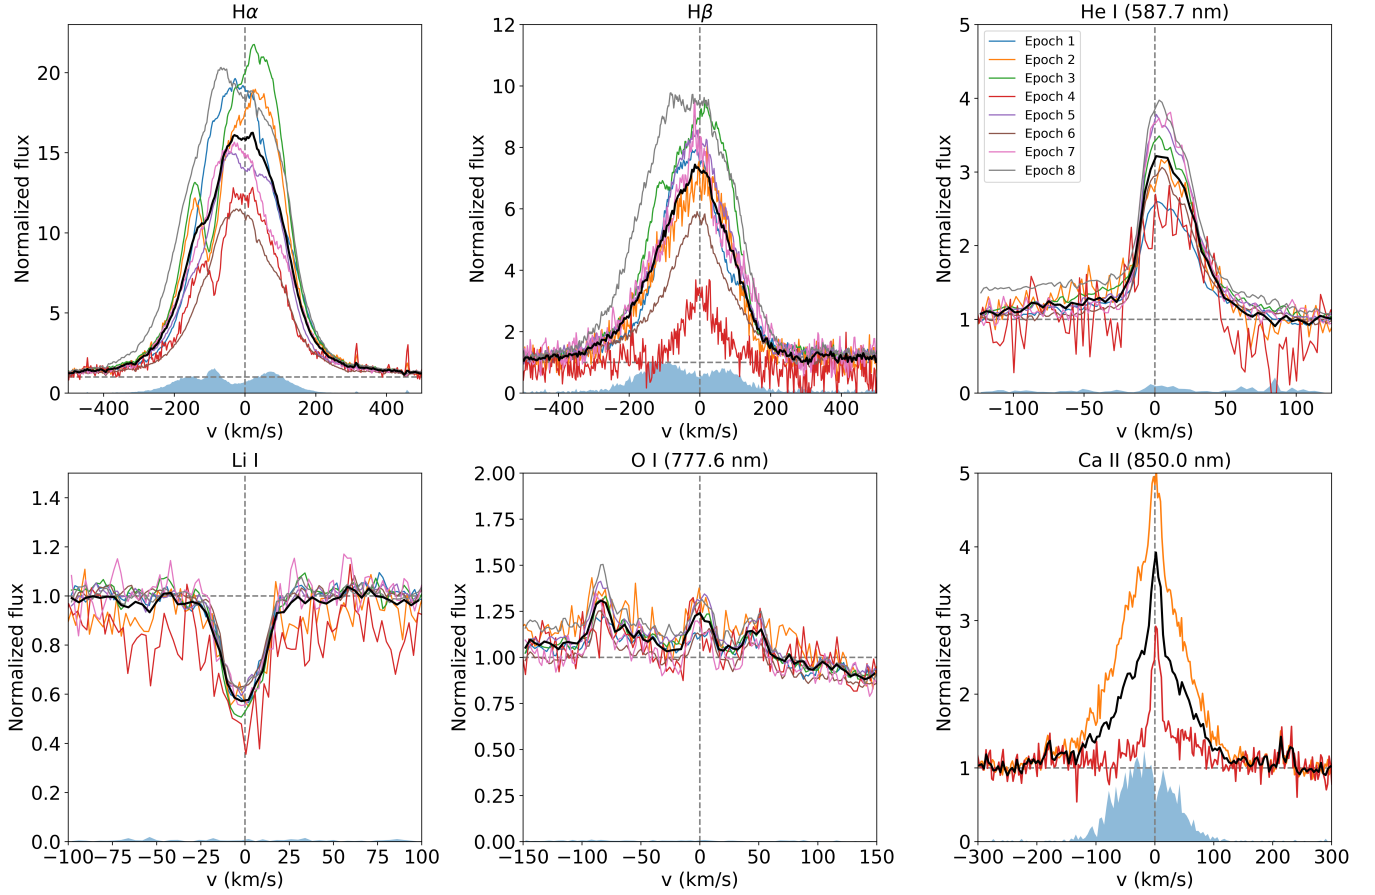 Hα
Normalized flux
20
15
10
5
0
−400 −200 0 200 400
v (km/s)
Hβ
Normalized flux
12
10
8
6
4
2
0
−400 −200 0 200 400
v (km/s)
He I (587.7 nm)
Normalized flux
5
4
3
2
1
0
Epoch 1
Epoch 2
Epoch 3
Epoch 4
Epoch 5
Epoch 6
Epoch 7
Epoch 8
−100 −50 0 50 100
v (km/s)
Li I
Normalized flux
1.4
1.2
1.0
0.8
0.6
0.4
0.2
0.0
−100 −75 −50 −25 0 25 50 75 100
v (km/s)
O I (777.6 nm)
Normalized flux
2.00
1.75
1.50
1.25
1.00
0.75
0.50
0.25
0.00
−150 −100 −50 0 50 100 150
v (km/s)
Ca II (850.0 nm)
Normalized flux
5
4
3
2
1
0
−300 −200 −100 0 100 200 300
v (km/s)